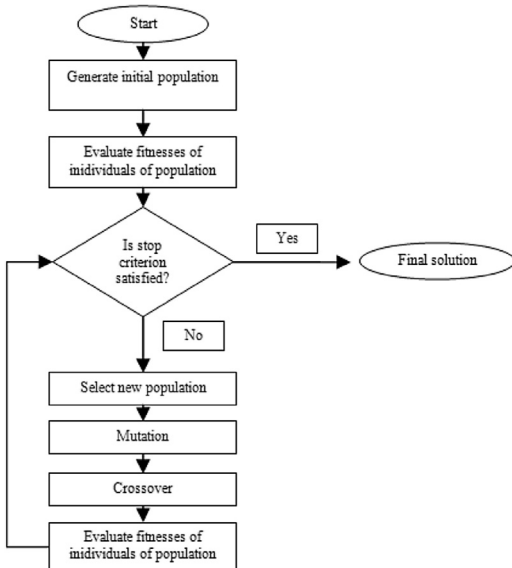 Start
Generate initial population
Evaluate fitnesses of
inidividuals of population
Is stop
criterion
satisfied?
Yes
Final solution
No
Select new population
Mutation
Crossover
Evaluate fitnesses of
inidividuals of population